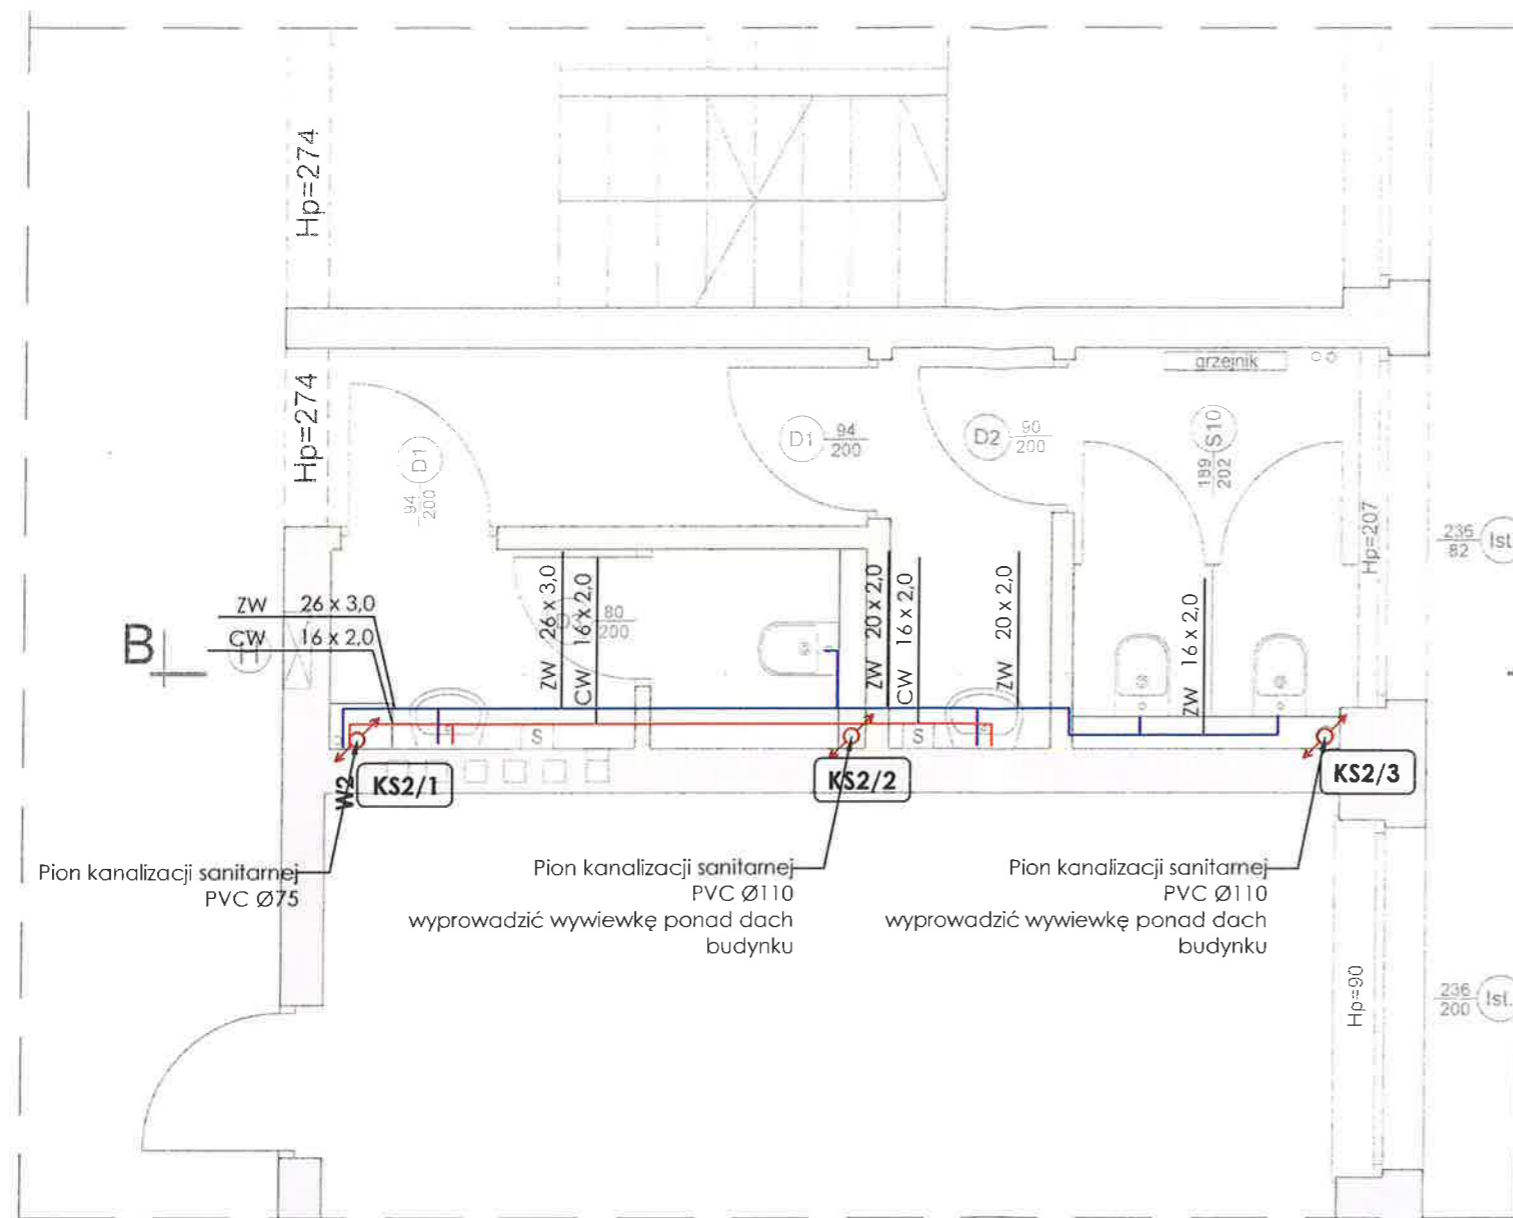 Hp=274
Hp=274
grzejnik
D1
94
200
D1
94
200
D2
90
200
S10
189
202
Hp=207
236
82
Ist.
ZW 26 x 3,0
CW 16 x 2,0
B
ZW 26 x 3,0
CW 16 x 2,0
80
200
ZW 20 x 2,0
CW 16 x 2,0
ZW 20 x 2,0
ZW 16 x 2,0
S
S
W2
KS2/1
KS2/2
KS2/3
Pion kanalizacji sanitarnej
PVC Ø75
Pion kanalizacji sanitarnej
PVC Ø110
wyprowadzić wywiewkę ponad dach
budynku
Pion kanalizacji sanitarnej
PVC Ø110
wyprowadzić wywiewkę ponad dach
budynku
Hp=90
236
200
Ist.